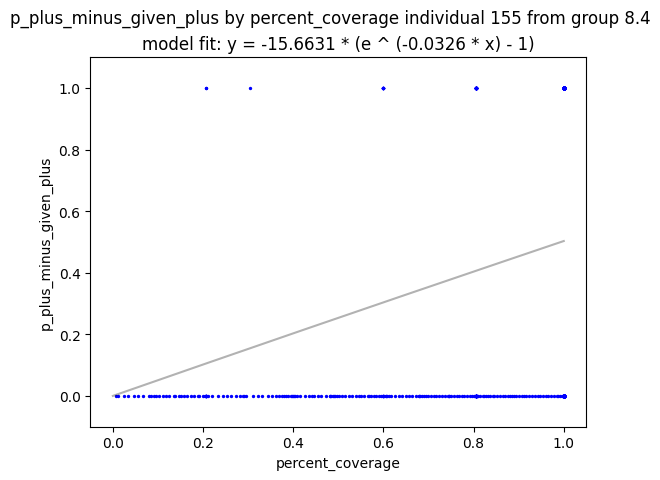 p_plus_minus_given_plus by percent_coverage individual 155 from group 8.4
model fit: y = -15.6631 * (e ^ (-0.0326 * x) - 1)
1.0
0.8
0.6
0.4
0.2
0.0
p_plus_minus_given_plus
0.0 0.2 0.4 0.6 0.8 1.0
percent_coverage